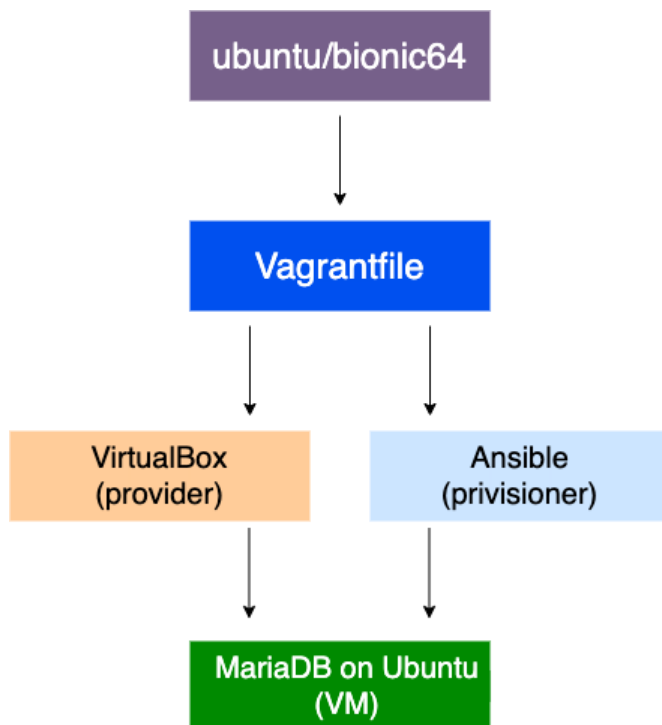 ubuntu/bionic64
Vagrantfile
VirtualBox
(provider)
Ansible
(privisioner)
MariaDB on Ubuntu
(VM)